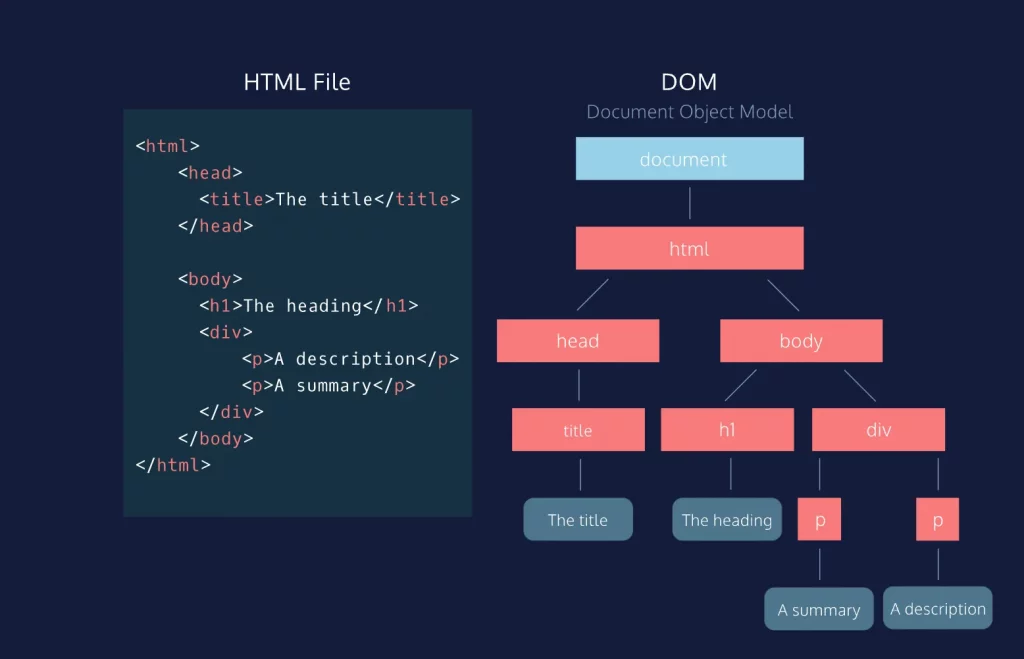 HTML File
<html>
<head>
<title>The title</title>
</head>
<body>
<h1>The heading</h1>
<div>
<p>A description</p>
<p>A summary</p>
</div>
</body>
</html>
DOM
Document Object Model
document
html
head body
title h1 div
The title The heading p p
A summary A description